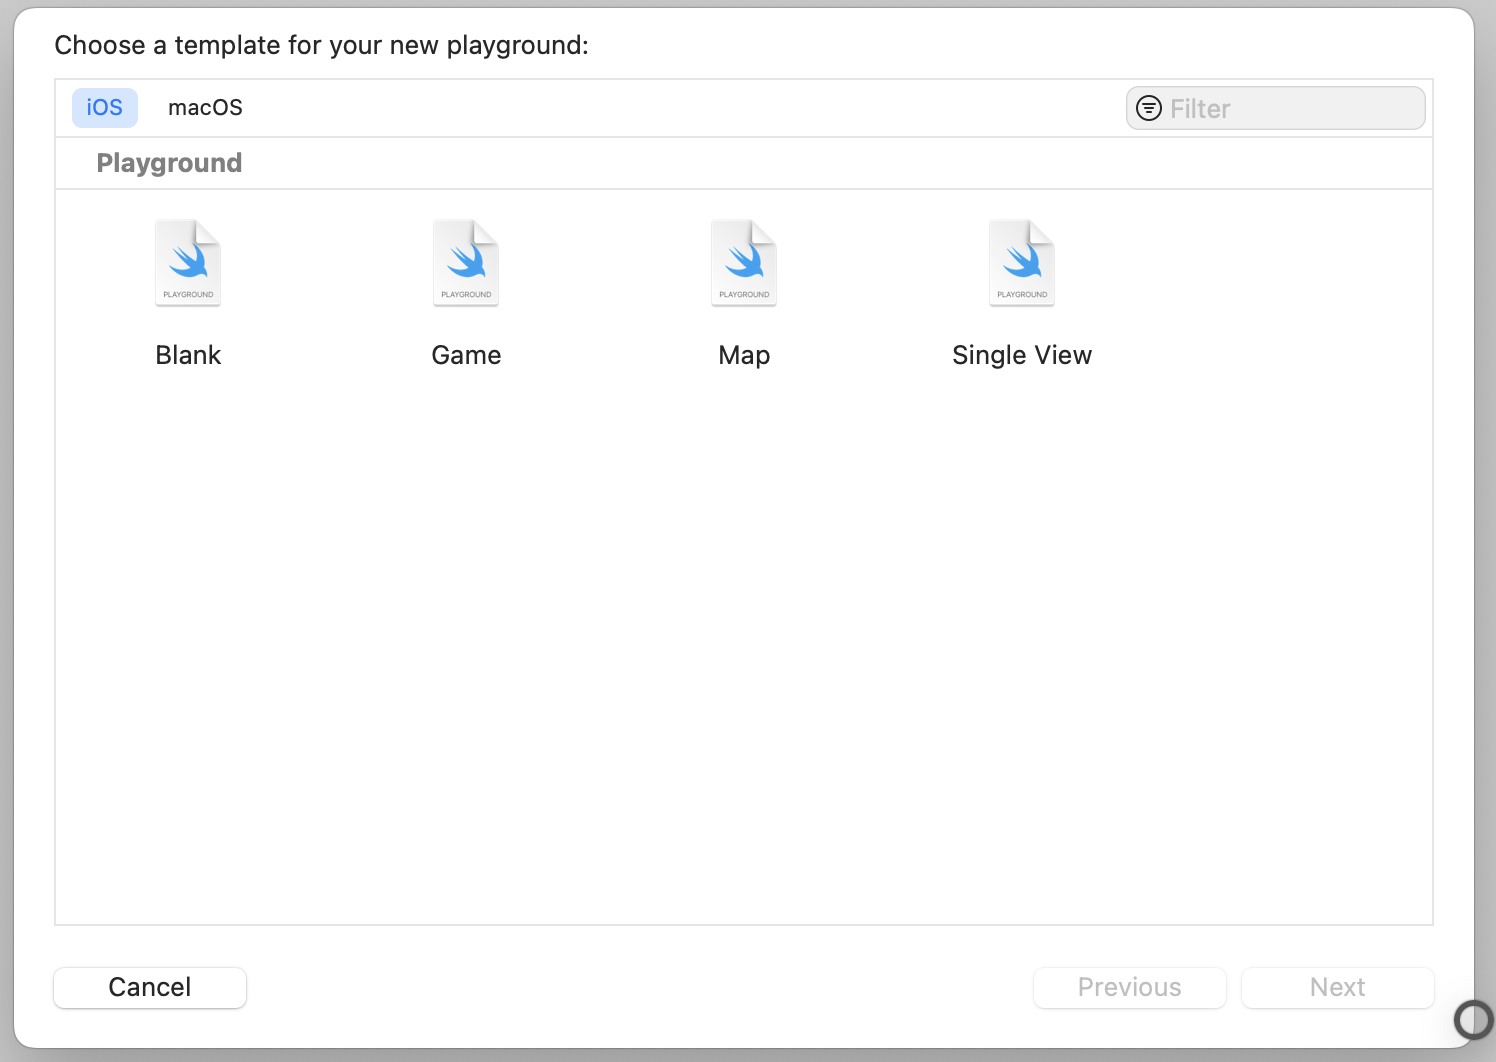 Choose a template for your new playground:
iOS macOS Filter
Playground
PLAYGROUND PLAYGROUND PLAYGROUND PLAYGROUND
Blank Game Map Single View
Cancel Previous Next